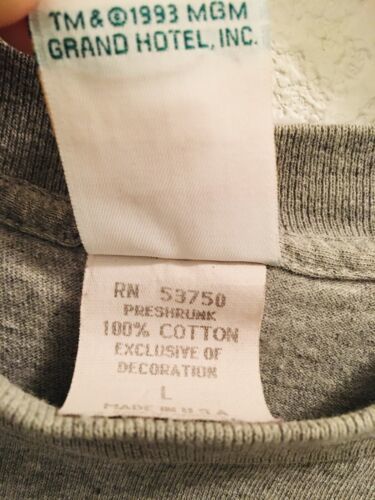 TM & ©1993 MGM
GRAND HOTEL, INC.
RN 53750
PRESHRUNK
100% COTTON
EXCLUSIVE OF
DECORATION
L
MADE IN U.S.A